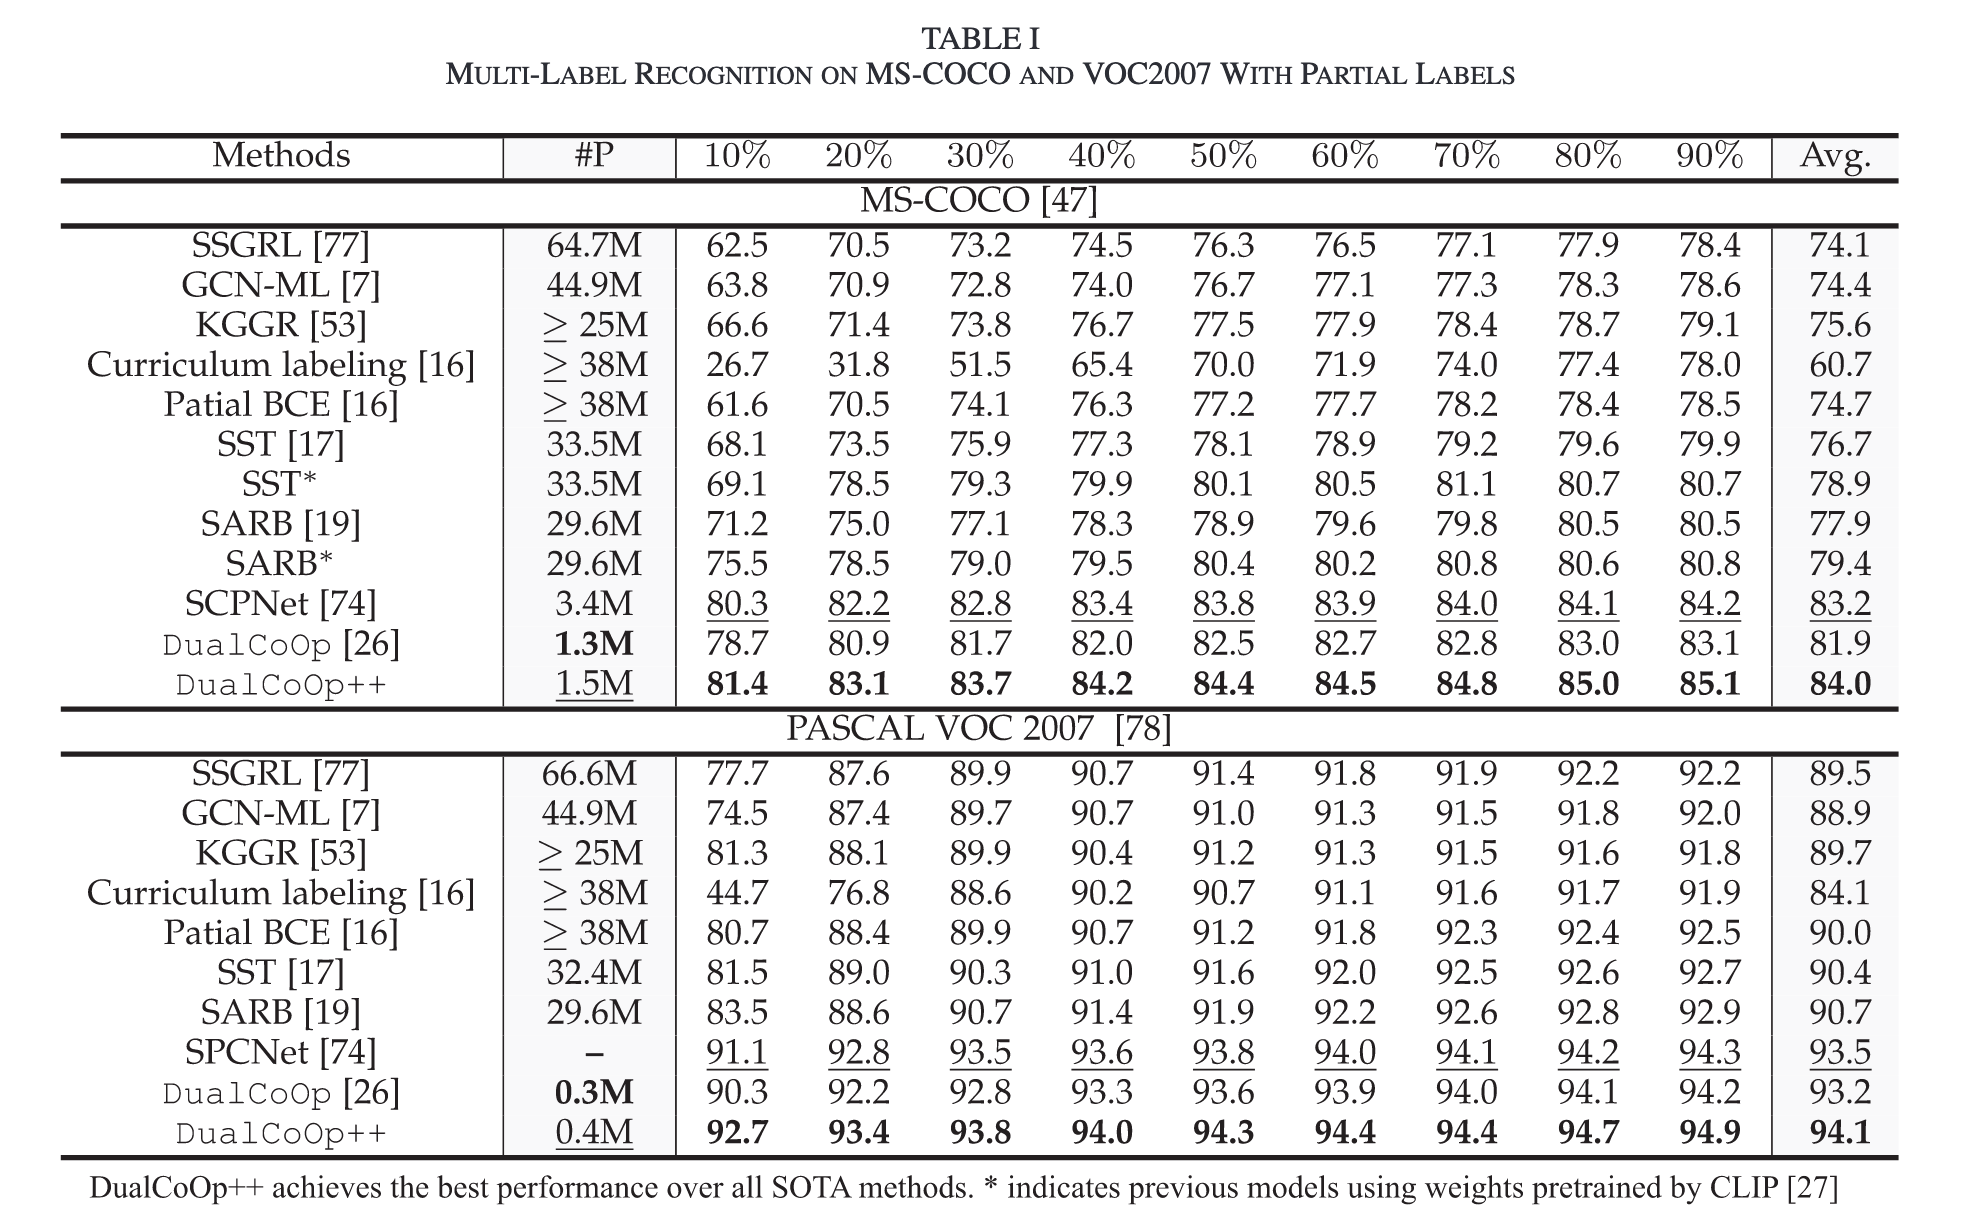 TABLE I
MULTI-LABEL RECOGNITION ON MS-COCO AND VOC2007 WITH PARTIAL LABELS
Methods #P 10% 20% 30% 40% 50% 60% 70% 80% 90% Avg.
MS-COCO [47]
SSGRL [77] 64.7M 62.5 70.5 73.2 74.5 76.3 76.5 77.1 77.9 78.4 74.1
GCN-ML [7] 44.9M 63.8 70.9 72.8 74.0 76.7 77.1 77.3 78.3 78.6 74.4
KGGR [53] ≥ 25M 66.6 71.4 73.8 76.7 77.5 77.9 78.4 78.7 79.1 75.6
Curriculum labeling [16] ≥ 38M 26.7 31.8 51.5 65.4 70.0 71.9 74.0 77.4 78.0 60.7
Patial BCE [16] ≥ 38M 61.6 70.5 74.1 76.3 77.2 77.7 78.2 78.4 78.5 74.7
SST [17] 33.5M 68.1 73.5 75.9 77.3 78.1 78.9 79.2 79.6 79.9 76.7
SST* 33.5M 69.1 78.5 79.3 79.9 80.1 80.5 81.1 80.7 80.7 78.9
SARB [19] 29.6M 71.2 75.0 77.1 78.3 78.9 79.6 79.8 80.5 80.5 77.9
SARB* 29.6M 75.5 78.5 79.0 79.5 80.4 80.2 80.8 80.6 80.8 79.4
SCPNet [74] 3.4M 80.3 82.2 82.8 83.4 83.8 83.9 84.0 84.1 84.2 83.2
DualCoOp [26] 1.3M 78.7 80.9 81.7 82.0 82.5 82.7 82.8 83.0 83.1 81.9
DualCoOp++ 1.5M 81.4 83.1 83.7 84.2 84.4 84.5 84.8 85.0 85.1 84.0
PASCAL VOC 2007 [78]
SSGRL [77] 66.6M 77.7 87.6 89.9 90.7 91.4 91.8 91.9 92.2 92.2 89.5
GCN-ML [7] 44.9M 74.5 87.4 89.7 90.7 91.0 91.3 91.5 91.8 92.0 88.9
KGGR [53] ≥ 25M 81.3 88.1 89.9 90.4 91.2 91.3 91.5 91.6 91.8 89.7
Curriculum labeling [16] ≥ 38M 44.7 76.8 88.6 90.2 90.7 91.1 91.6 91.7 91.9 84.1
Patial BCE [16] ≥ 38M 80.7 88.4 89.9 90.7 91.2 91.8 92.3 92.4 92.5 90.0
SST [17] 32.4M 81.5 89.0 90.3 91.0 91.6 92.0 92.5 92.6 92.7 90.4
SARB [19] 29.6M 83.5 88.6 90.7 91.4 91.9 92.2 92.6 92.8 92.9 90.7
SPCNet [74] – 91.1 92.8 93.5 93.6 93.8 94.0 94.1 94.2 94.3 93.5
DualCoOp [26] 0.3M 90.3 92.2 92.8 93.3 93.6 93.9 94.0 94.1 94.2 93.2
DualCoOp++ 0.4M 92.7 93.4 93.8 94.0 94.3 94.4 94.4 94.7 94.9 94.1
DualCoOp++ achieves the best performance over all SOTA methods. * indicates previous models using weights pretrained by CLIP [27]